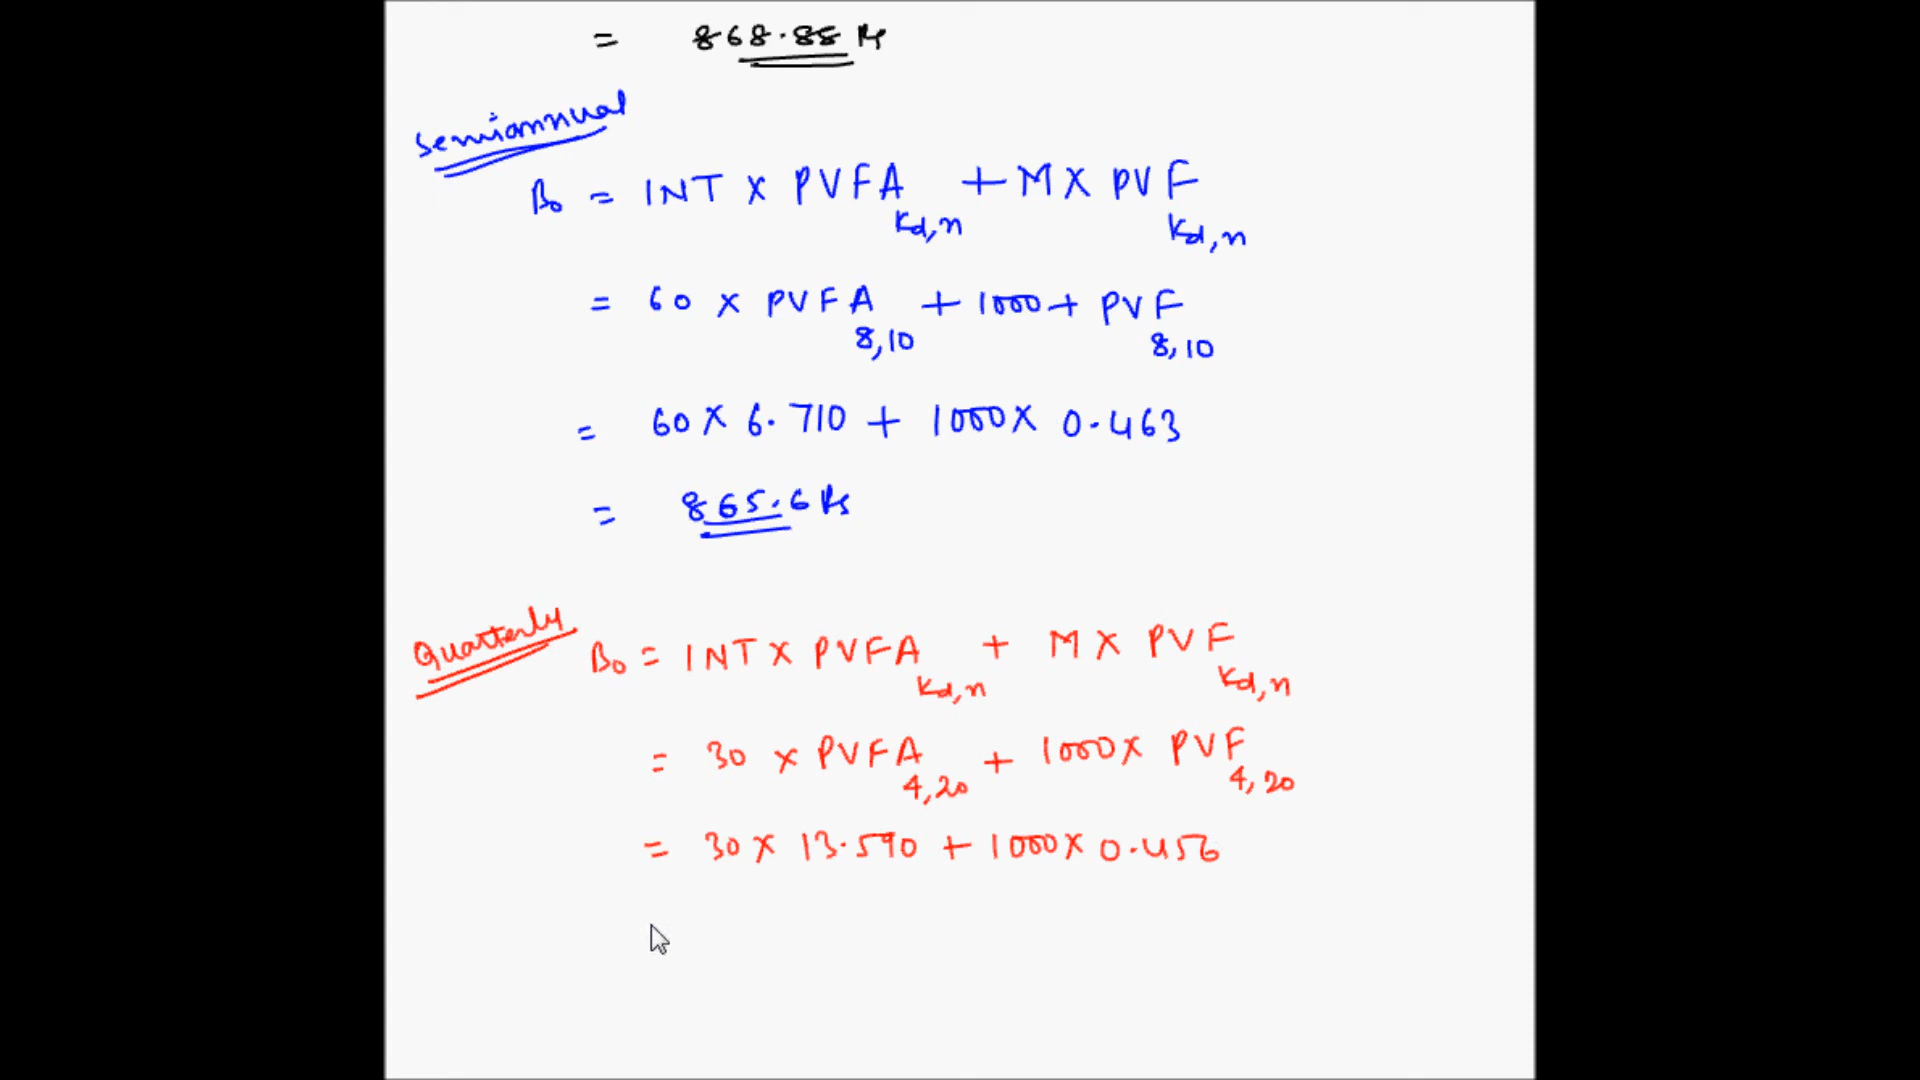 = 868.88 Rs
Semiannual
B₀ = INT X PVFA kd,n + M X PVF kd,n
= 60 x PVFA 8,10 + 1000 + PVF 8,10
= 60 X 6.710 + 1000 X 0.463
= 865.6 Rs
Quarterly
B₀ = INT X PVFA kd,n + M X PVF kd,n
= 30 x PVFA 4,20 + 1000 x PVF 4,20
= 30 x 13.590 + 1000 x 0.456